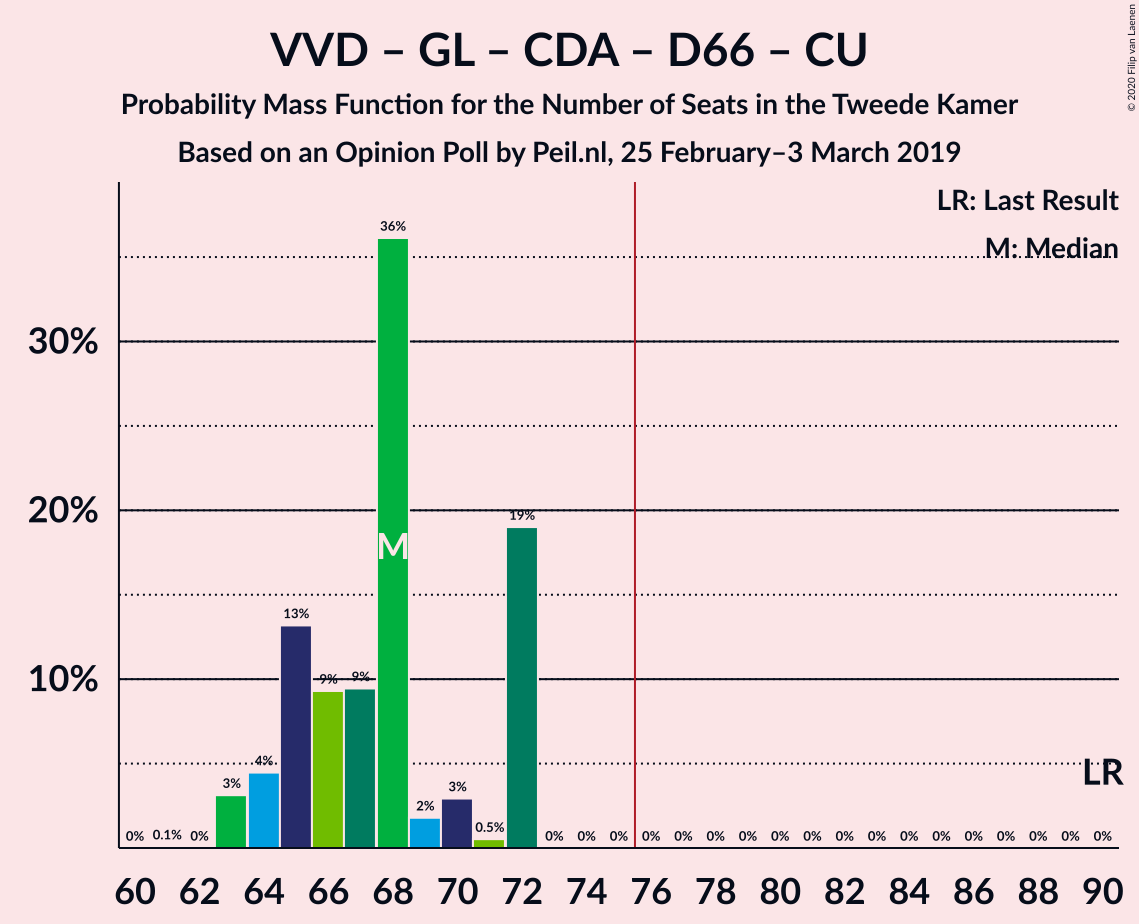 VVD – GL – CDA – D66 – CU
Probability Mass Function for the Number of Seats in the Tweede Kamer
Based on an Opinion Poll by Peil.nl, 25 February–3 March 2019
© 2020 Filip van Laenen
LR: Last Result
M: Median
30%
20%
10%
0% 0.1% 0% 3% 4% 13% 9% 9% 36% 2% 3% 0.5% 19% 0% 0% 0% 0% 0% 0% 0% 0% 0% 0% 0% 0% 0% 0% 0% 0% 0% 0%
M
LR
60 62 64 66 68 70 72 74 76 78 80 82 84 86 88 90